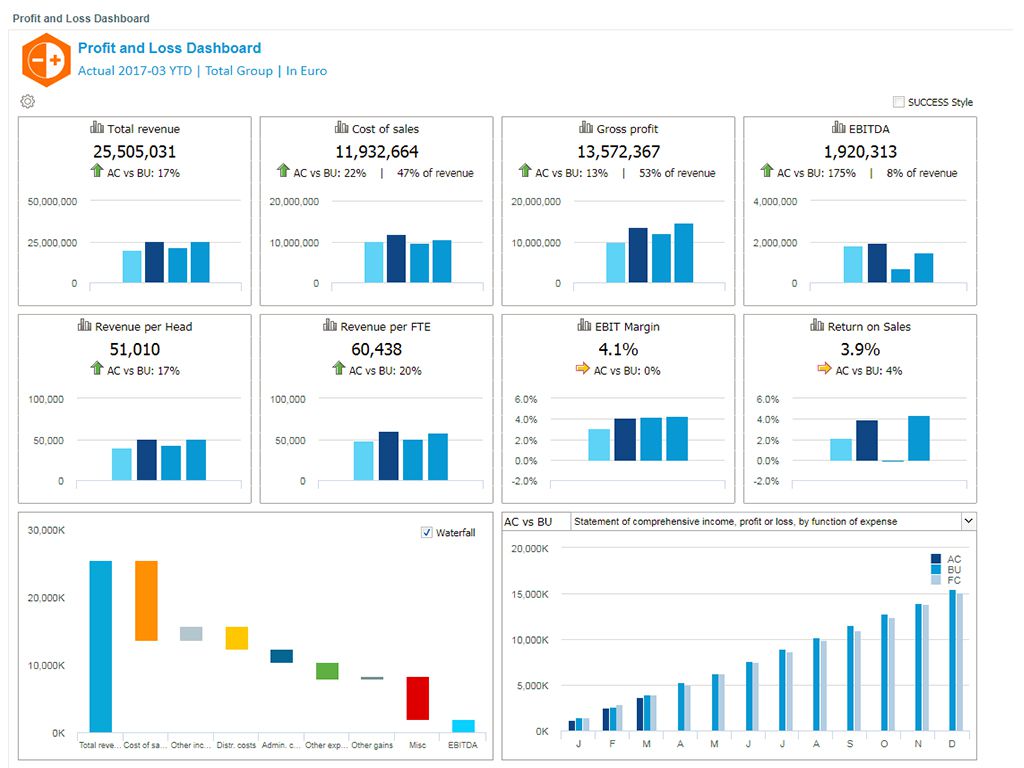 Profit and Loss Dashboard
Profit and Loss Dashboard
Actual 2017-03 YTD | Total Group | In Euro
SUCCESS Style
Total revenue
25,505,031
AC vs BU: 17%
50,000,000
25,000,000
0
Cost of sales
11,932,664
AC vs BU: 22% | 47% of revenue
20,000,000
10,000,000
0
Gross profit
13,572,367
AC vs BU: 13% | 53% of revenue
20,000,000
10,000,000
0
EBITDA
1,920,313
AC vs BU: 175% | 8% of revenue
4,000,000
2,000,000
0
Revenue per Head
51,010
AC vs BU: 17%
100,000
50,000
0
Revenue per FTE
60,438
AC vs BU: 20%
100,000
50,000
0
EBIT Margin
4.1%
AC vs BU: 0%
6.0%
4.0%
2.0%
0.0%
-2.0%
Return on Sales
3.9%
AC vs BU: 4%
6.0%
4.0%
2.0%
0.0%
-2.0%
30,000K
Waterfall
20,000K
10,000K
0K
Total reve... Cost of sa... Other inc... Distr. costs Admin. c... Other exp... Other gains Misc EBITDA
AC vs BU Statement of comprehensive income, profit or loss, by function of expense
20,000K
AC
BU
FC
15,000K
10,000K
5,000K
0K
J F M A M J J A S O N D